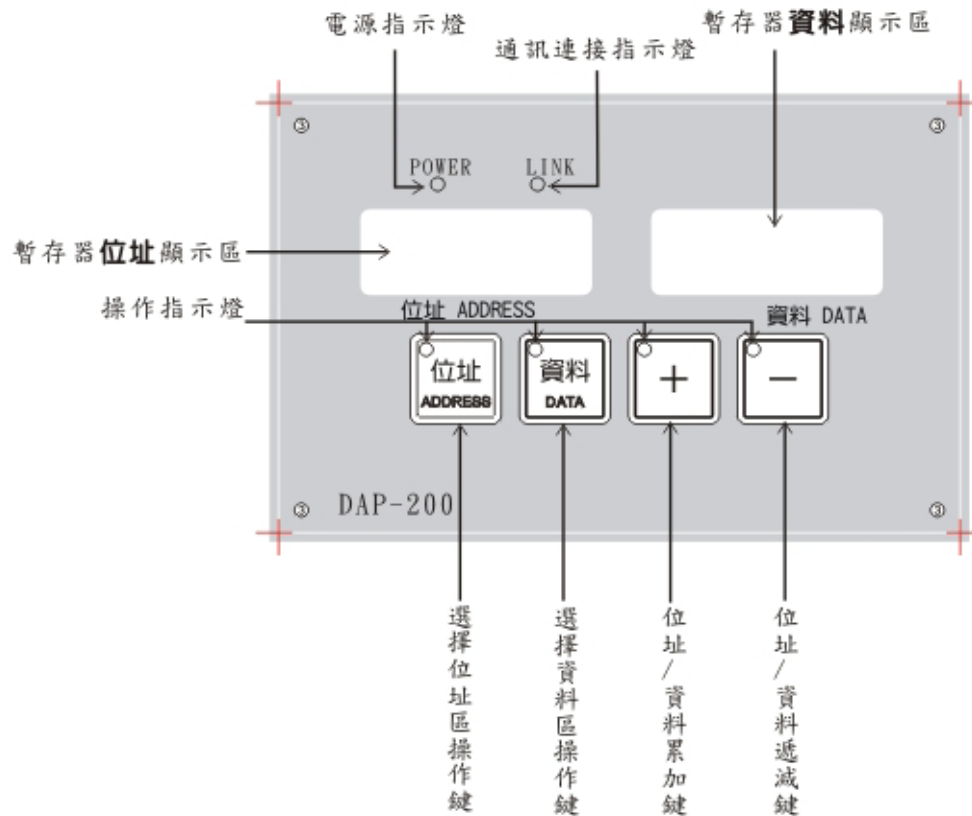 電源指示燈
暫存器資料顯示區
通訊連接指示燈
③ ③
POWER LINK
暫存器位址顯示區
操作指示燈
位址 ADDRESS
資料 DATA
位址
ADDRESS
資料
DATA
+
−
③ DAP-200 ③
選擇位址區操作鍵
選擇資料區操作鍵
位址/資料累加鍵
位址/資料遞減鍵